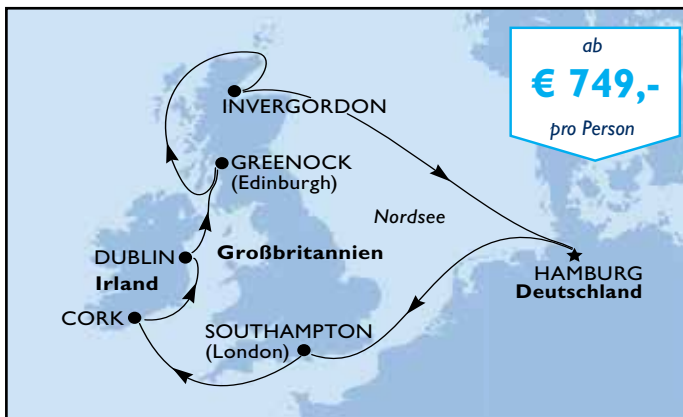 ab
€ 749,-
pro Person
INVERGORDON
GREENOCK
(Edinburgh)
Nordsee
DUBLIN
Großbritannien
Irland
HAMBURG
Deutschland
CORK
SOUTHAMPTON
(London)